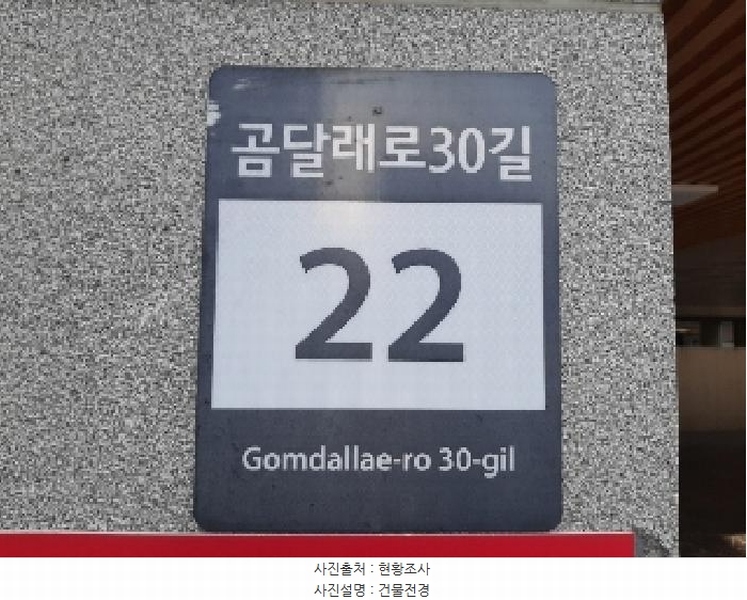 곰달래로30길
22
Gomdallae-ro 30-gil
사진출처 : 현황조사
사진설명 : 건물전경